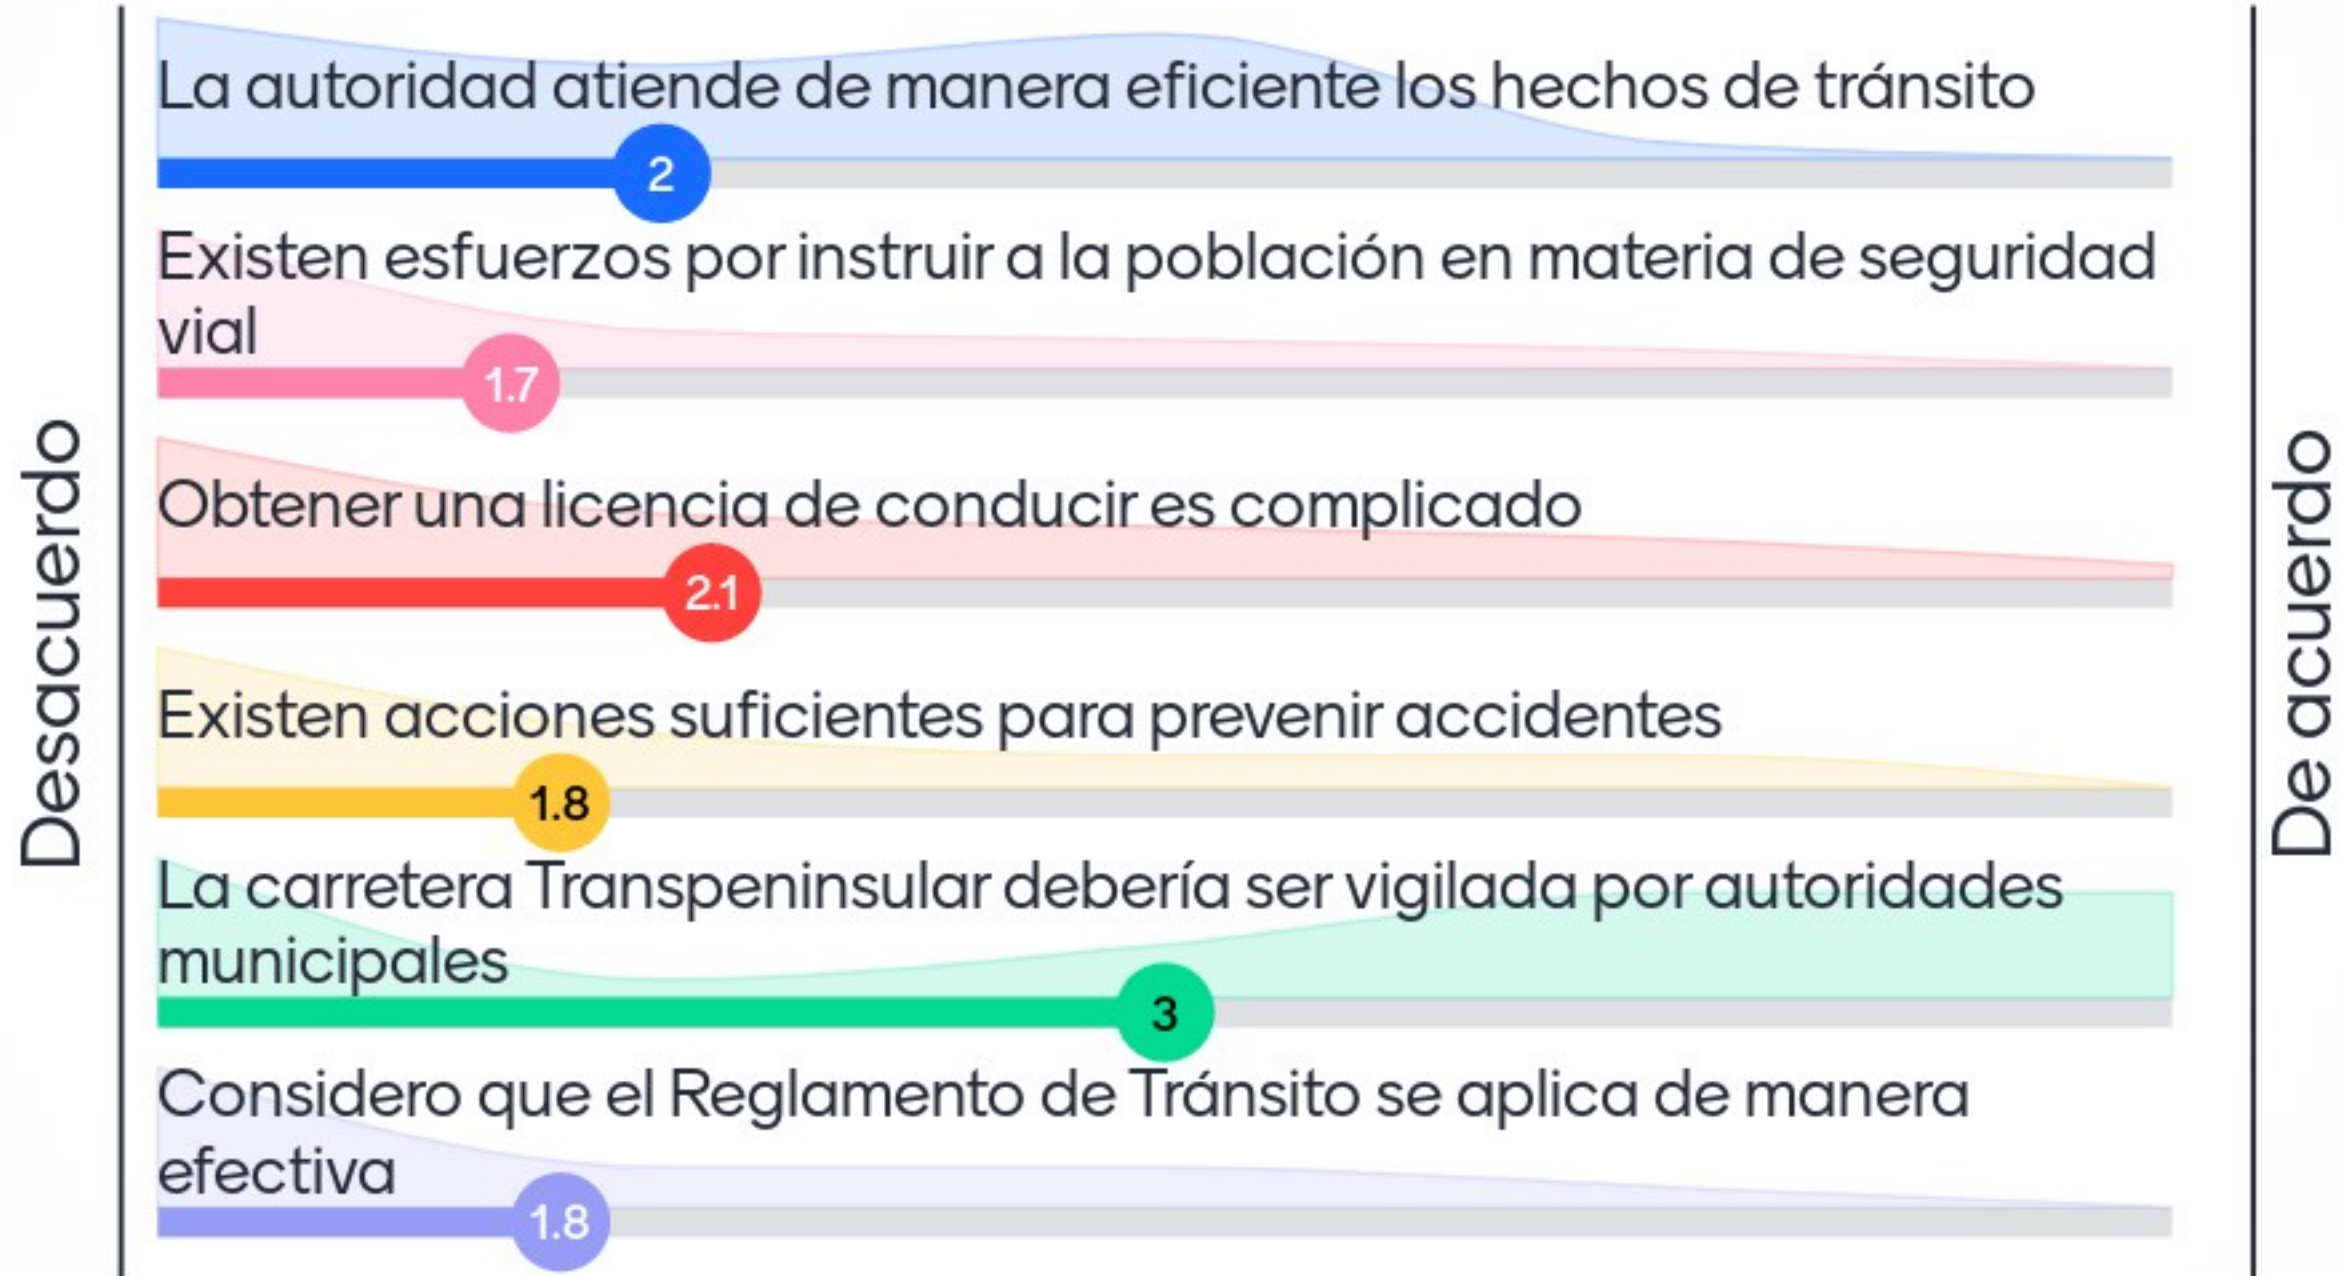 La autoridad atiende de manera eficiente los hechos de tránsito
2
Existen esfuerzos por instruir a la población en materia de seguridad
vial
1.7
Obtener una licencia de conducir es complicado
2.1
Existen acciones suficientes para prevenir accidentes
1.8
La carretera Transpeninsular debería ser vigilada por autoridades
municipales
3
Considero que el Reglamento de Tránsito se aplica de manera
efectiva
1.8
Desacuerdo
De acuerdo